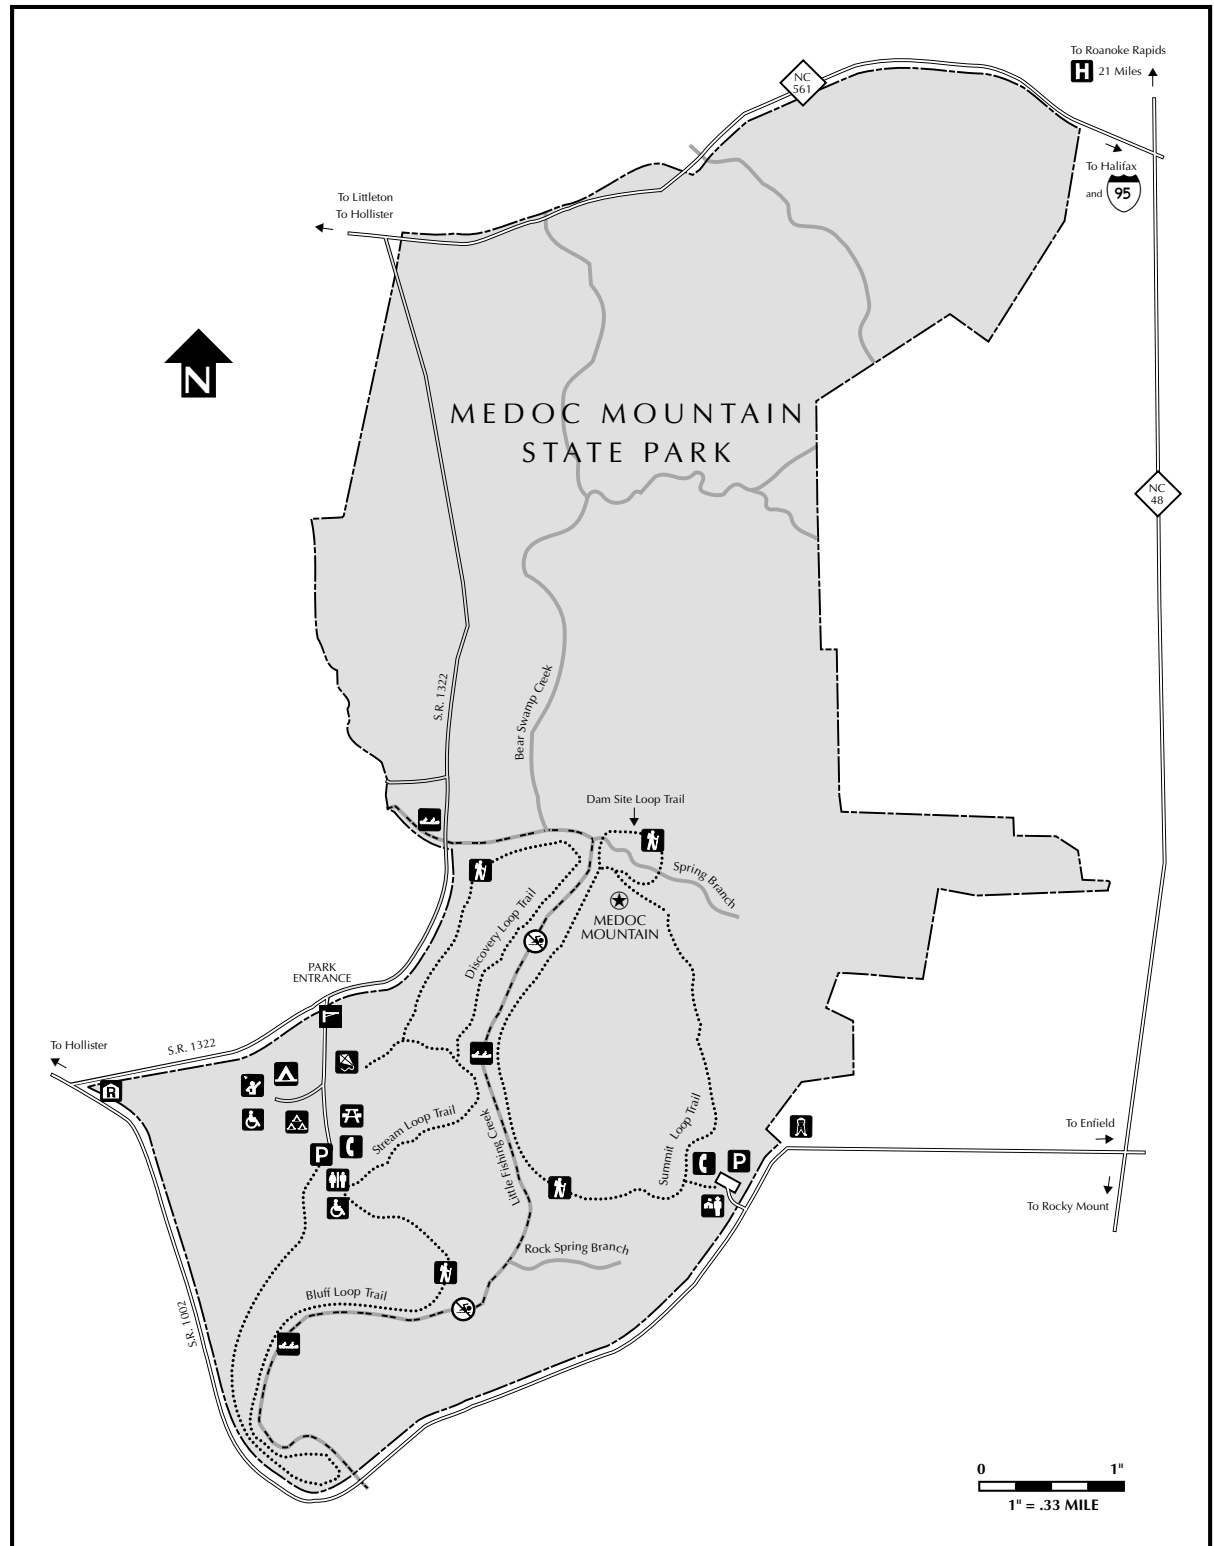 To Roanoke Rapids
H 21 Miles
NC
561
To Halifax
and 95
To Littleton
To Hollister
N
MEDOC MOUNTAIN
STATE PARK
NC
48
S.R. 1322
Bear Swamp Creek
Dam Site Loop Trail
Spring Branch
MEDOC
MOUNTAIN
Discovery Loop Trail
PARK
ENTRANCE
To Hollister
S.R. 1322
R
Stream Loop Trail
Little Fishing Creek
Summit Loop Trail
To Enfield
P
P
To Rocky Mount
Rock Spring Branch
Bluff Loop Trail
S.R. 1002
0 1"
1" = .33 MILE